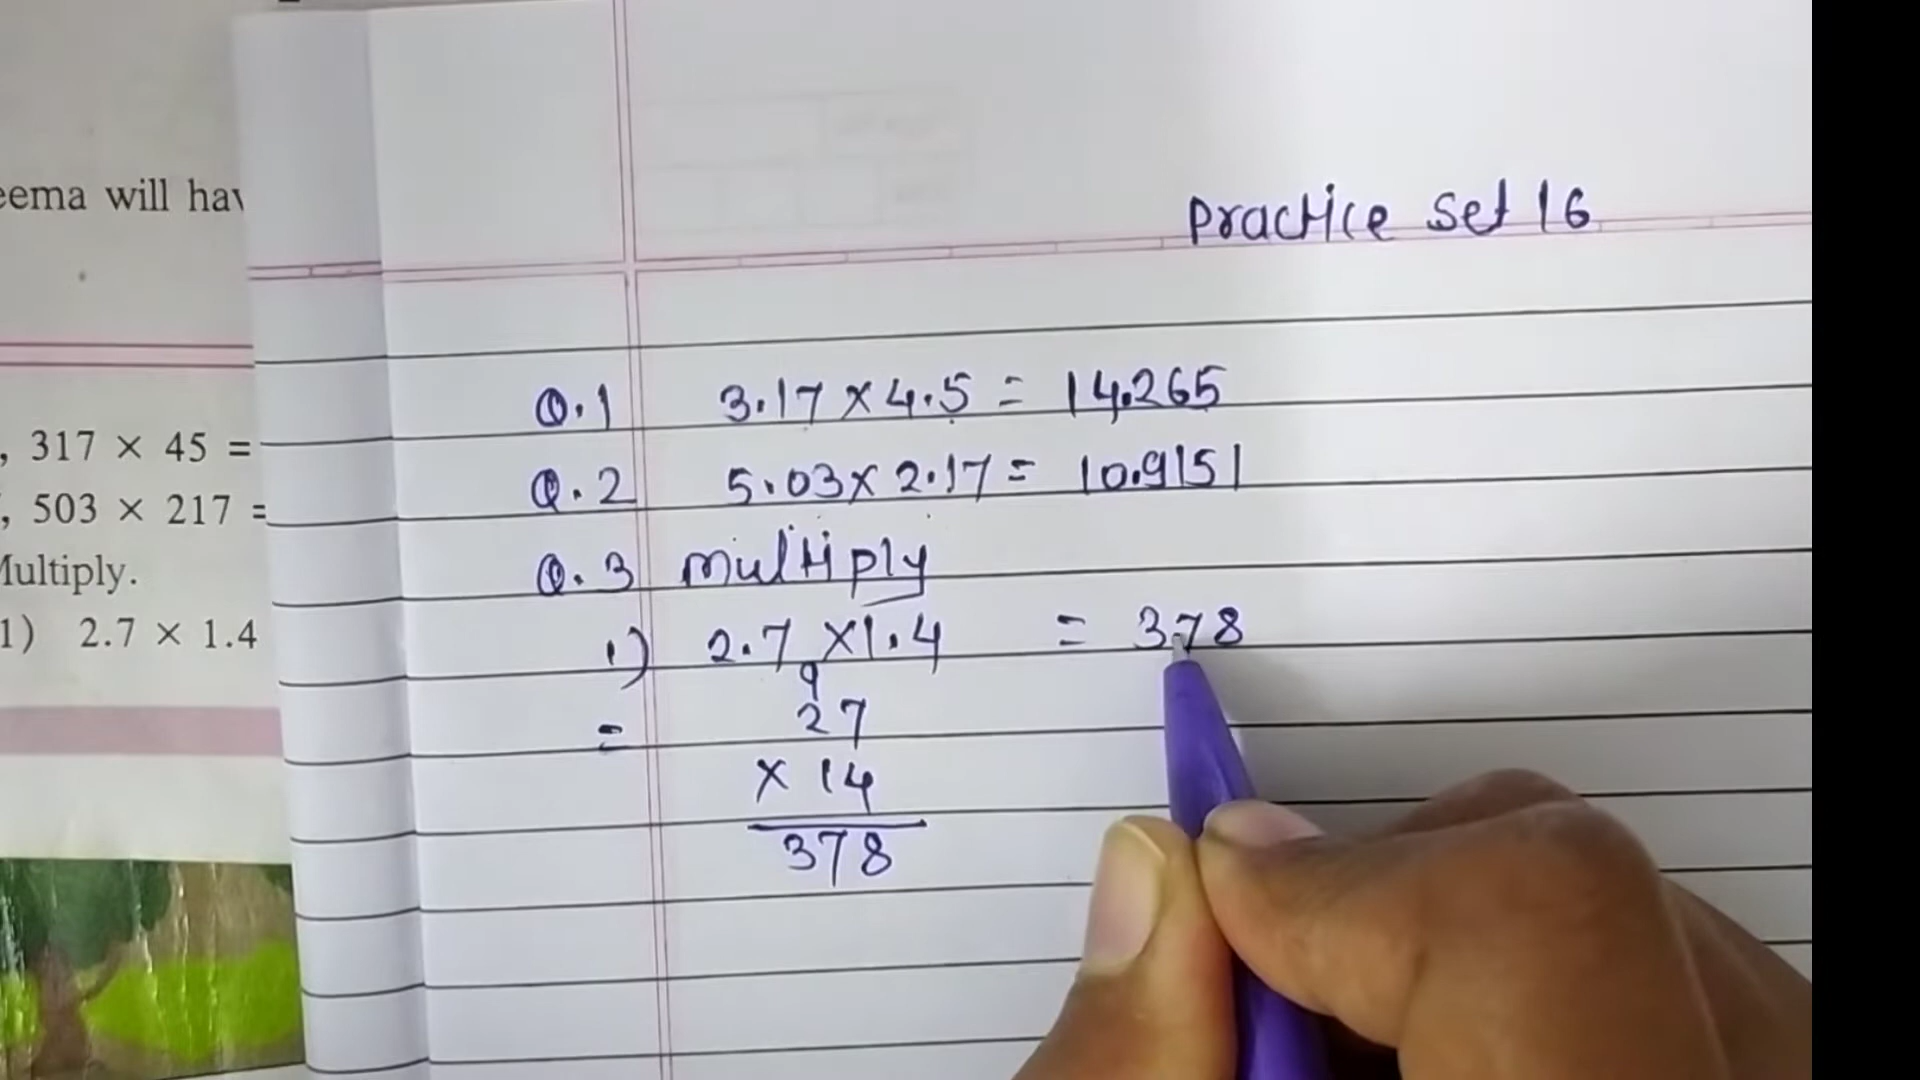 eema will hav
, 317 × 45 =
, 503 × 217 =
Multiply.
1) 2.7 × 1.4
Practice Set 16
Q.1 3.17 × 4.5 = 14.265
Q.2 5.03 × 2.17 = 10.9151
Q.3 multiply
1) 2.7 × 1.4 = 378
9
= 27
× 14
378